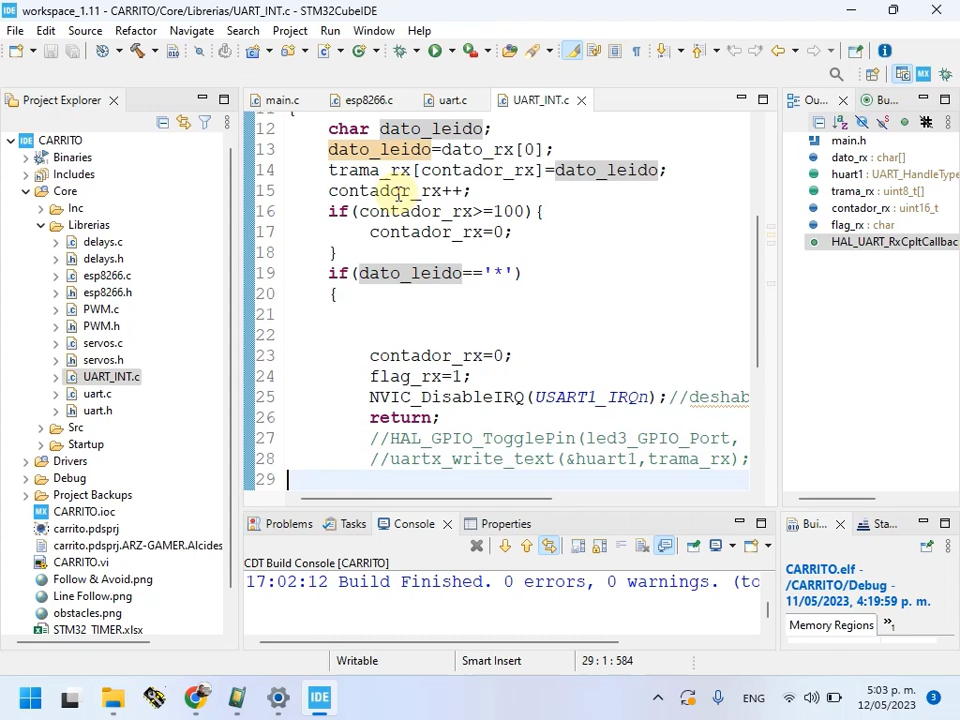 workspace_1.11 - CARRITO/Core/Librerias/UART_INT.c - STM32CubeIDE
File Edit Source Refactor Navigate Search Project Run Tools Window Help
Project Explorer
main.c esp8266.c uart.c UART_INT.c
Ou... Bu...
CARRITO
Binaries
Includes
Core
Inc
Librerias
delays.c
delays.h
esp8266.c
esp8266.h
PWM.c
PWM.h
servos.c
servos.h
UART_INT.c
uart.c
uart.h
Src
Startup
Drivers
Debug
Project Backups
CARRITO.ioc
carrito.pdsprj
carrito.pdsprj.ARZ-GAMER.Alcides
CARRITO.vi
Follow & Avoid.png
Line Follow.png
obstacles.png
STM32_TIMER.xlsx
12 char dato_leido;
13 dato_leido=dato_rx[0];
14 trama_rx[contador_rx]=dato_leido;
15 contador_rx++;
16 if(contador_rx>=100){
17 contador_rx=0;
18 }
19 if(dato_leido=='*')
20 {
21
22
23 contador_rx=0;
24 flag_rx=1;
25 NVIC_DisableIRQ(USART1_IRQn);//deshab
26 return;
27 //HAL_GPIO_TogglePin(led3_GPIO_Port,
28 //uartx_write_text(&huart1,trama_rx);
29
main.h
dato_rx : char[]
huart1 : UART_HandleType
trama_rx : uint8_t[]
contador_rx : uint16_t
flag_rx : char
HAL_UART_RxCpltCallbac
Problems Tasks Console Properties
CDT Build Console [CARRITO]
17:02:12 Build Finished. 0 errors, 0 warnings. (to
Bui... Sta...
CARRITO.elf -
/CARRITO/Debug -
11/05/2023, 4:19:59 p. m.
Memory Regions
Writable Smart Insert 29 : 1 : 584
ENG
5:03 p. m.
12/05/2023
3